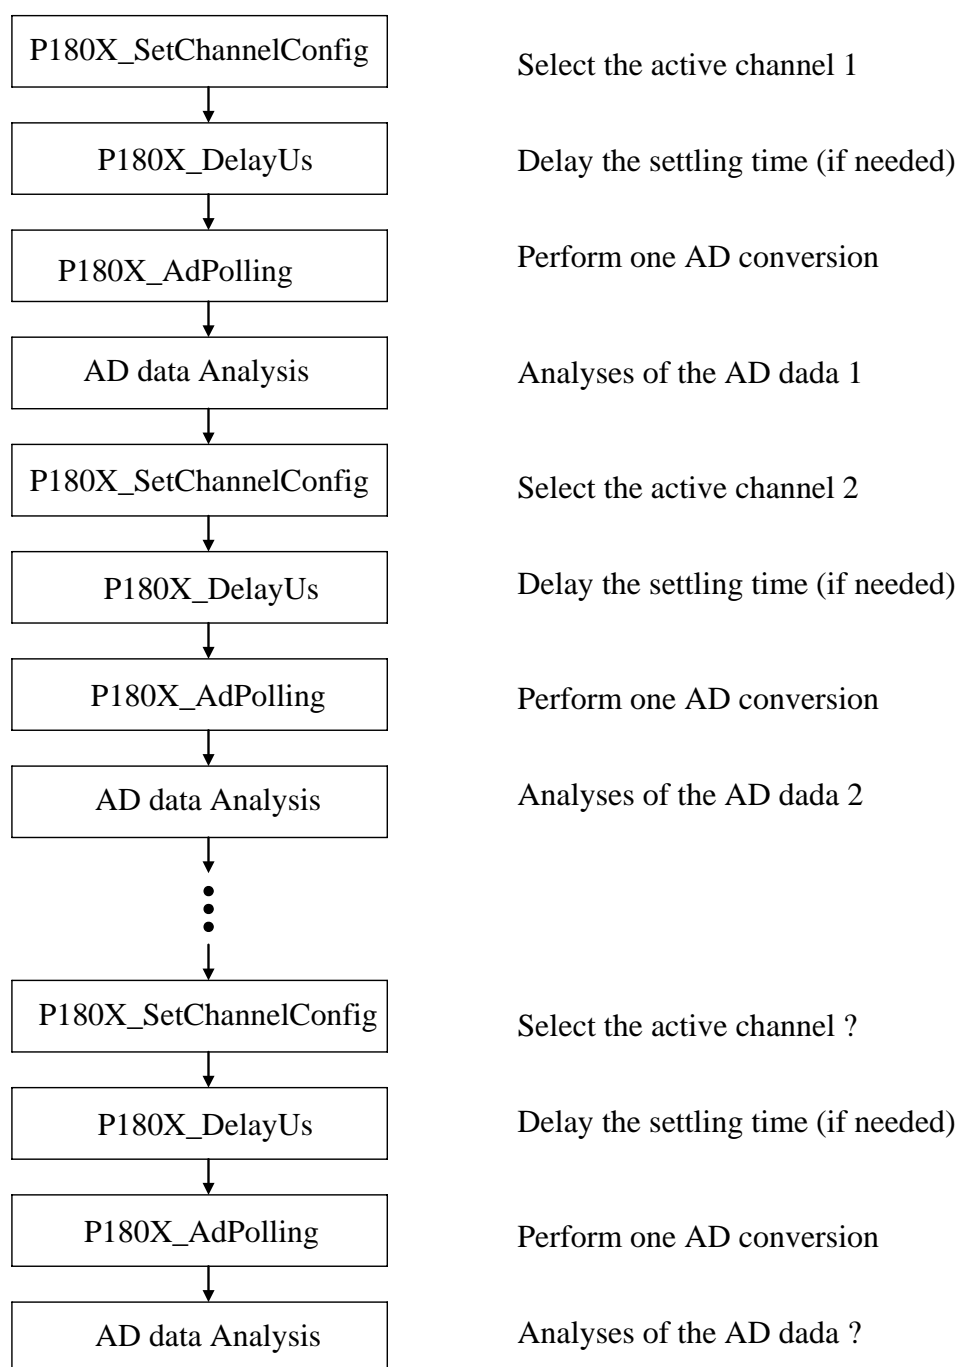 P180X_SetChannelConfig
Select the active channel 1
P180X_DelayUs
Delay the settling time (if needed)
P180X_AdPolling
Perform one AD conversion
AD data Analysis
Analyses of the AD dada 1
P180X_SetChannelConfig
Select the active channel 2
P180X_DelayUs
Delay the settling time (if needed)
P180X_AdPolling
Perform one AD conversion
AD data Analysis
Analyses of the AD dada 2
P180X_SetChannelConfig
Select the active channel ?
P180X_DelayUs
Delay the settling time (if needed)
P180X_AdPolling
Perform one AD conversion
AD data Analysis
Analyses of the AD dada ?